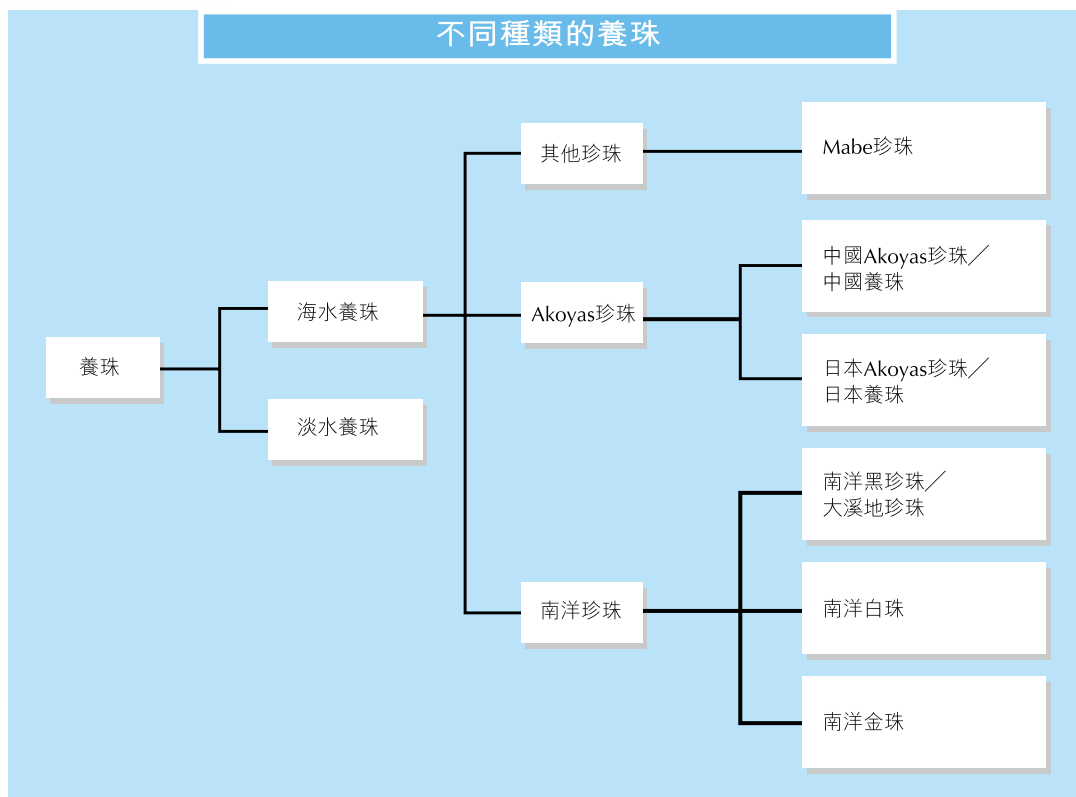 不同種類的養珠
養珠
海水養珠
淡水養珠
其他珍珠
Akoyas珍珠
南洋珍珠
Mabe珍珠
中國Akoyas珍珠／
中國養珠
日本Akoyas珍珠／
日本養珠
南洋黑珍珠／
大溪地珍珠
南洋白珠
南洋金珠